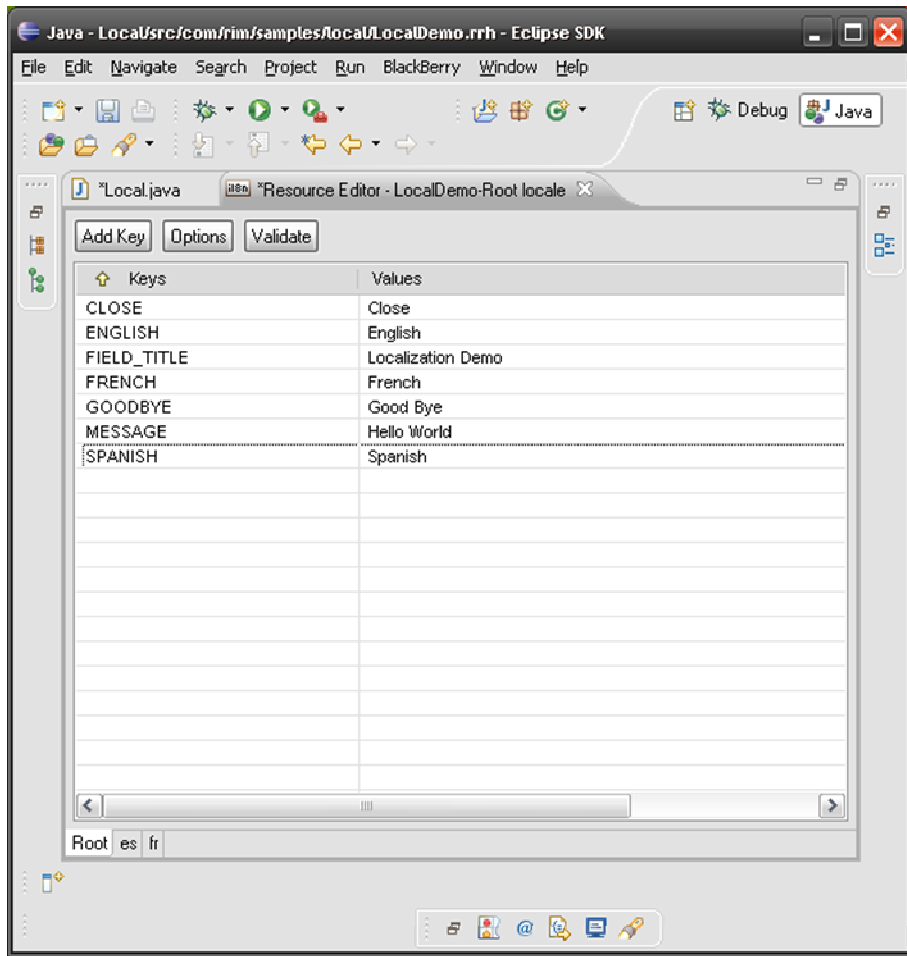 Java - Local/src/com/rim/samples/local/LocalDemo.rrh - Eclipse SDK
File Edit Navigate Search Project Run BlackBerry Window Help
Debug Java
*Local.java *Resource Editor - LocalDemo-Root locale
Add Key Options Validate
Keys Values
CLOSE Close
ENGLISH English
FIELD_TITLE Localization Demo
FRENCH French
GOODBYE Good Bye
MESSAGE Hello World
SPANISH Spanish
Root es fr